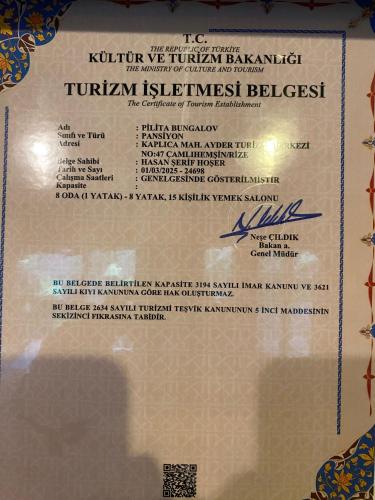 T.C.
THE REPUBLIC OF TÜRKİYE
KÜLTÜR VE TURİZM BAKANLIĞI
THE MINISTRY OF CULTURE AND TOURISM
TURİZM İŞLETMESİ BELGESİ
The Certificate of Tourism Establishment
Adı : PİLİTA BUNGALOV
Sınıfı ve Türü : PANSİYON
Adresi : KAPLICA MAH. AYDER TURİZM MERKEZİ
NO:47 ÇAMLIHEMŞİN/RİZE
Belge Sahibi : HASAN ŞERİF HOŞER
Tarih ve Sayı : 01/03/2025 - 24698
Çalışma Saatleri : GENELGESİNDE GÖSTERİLMİŞTİR
Kapasite :
8 ODA (1 YATAK) - 8 YATAK, 15 KİŞİLİK YEMEK SALONU
Neşe ÇILDIK
Bakan a.
Genel Müdür
BU BELGEDE BELİRTİLEN KAPASİTE 3194 SAYILI İMAR KANUNU VE 3621
SAYILI KIYI KANUNUNA GÖRE HAK OLUŞTURMAZ.
BU BELGE 2634 SAYILI TURİZMİ TEŞVİK KANUNUNUN 5 İNCİ MADDESİNİN
SEKİZİNCİ FIKRASINA TABİDİR.